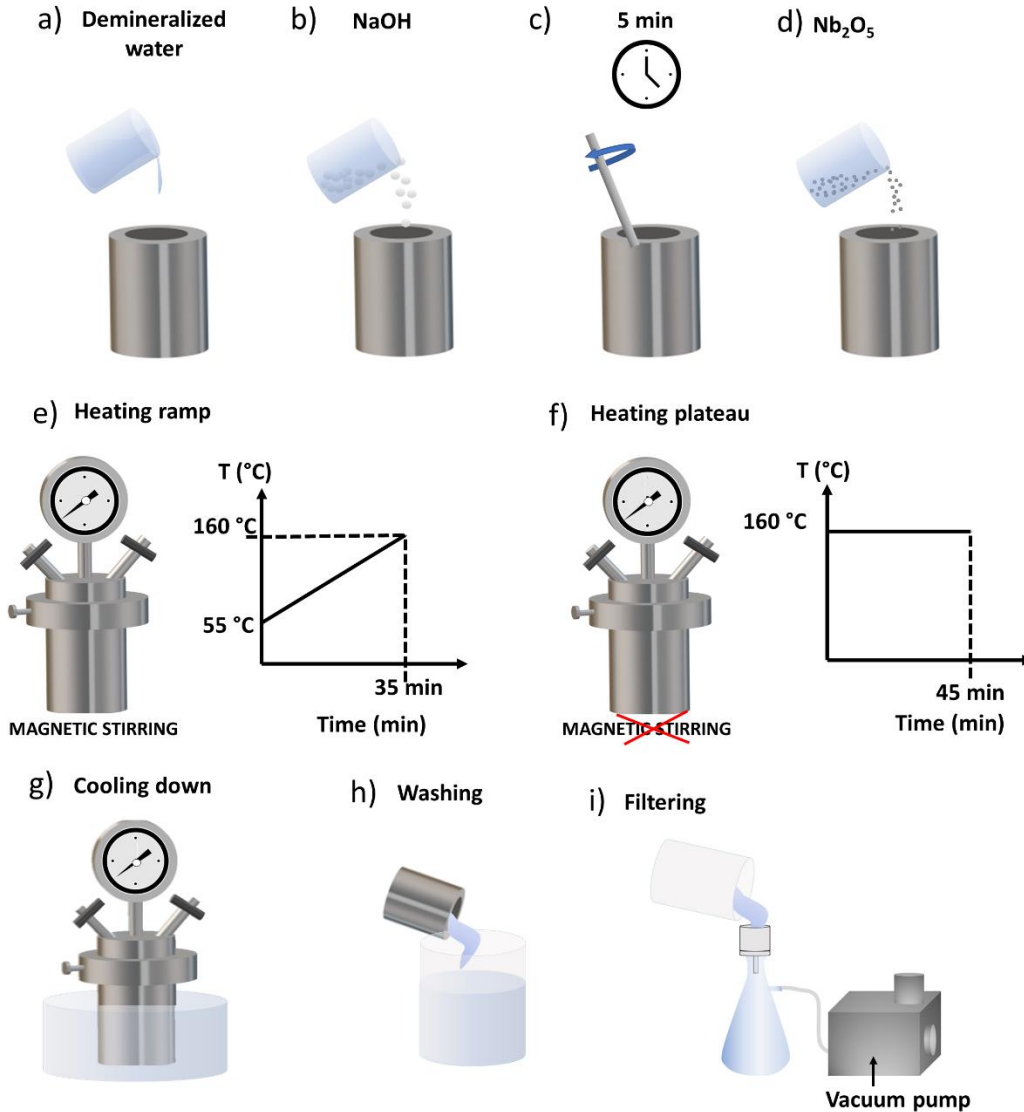 a) Demineralized
water
b) NaOH
c) 5 min
d) Nb₂O₅
e) Heating ramp
T (°C)
160 °C
55 °C
35 min
Time (min)
MAGNETIC STIRRING
f) Heating plateau
T (°C)
160 °C
45 min
Time (min)
MAGNETIC STIRRING
g) Cooling down
h) Washing
i) Filtering
Vacuum pump